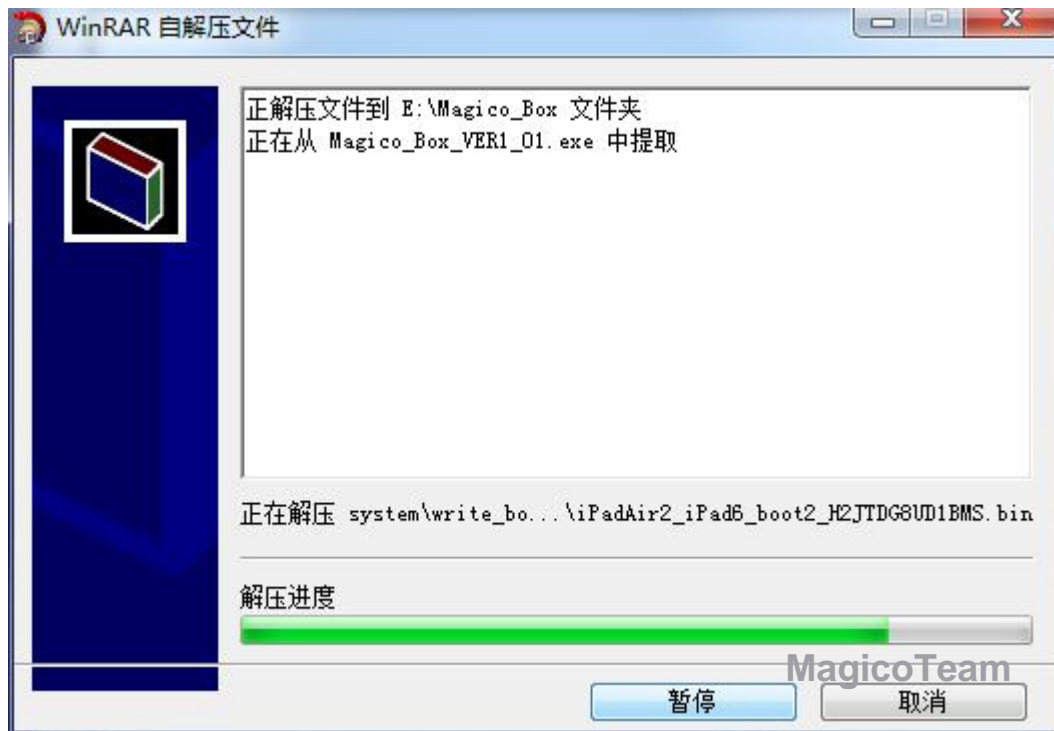 WinRAR 自解压文件
正解压文件到 E:\Magico_Box 文件夹
正在从 Magico_Box_VER1_01.exe 中提取
正在解压 system\write_bo...\iPadAir2_iPad6_boot2_H2JTDG8UD1BMS.bin
解压进度
MagicoTeam
暂停
取消